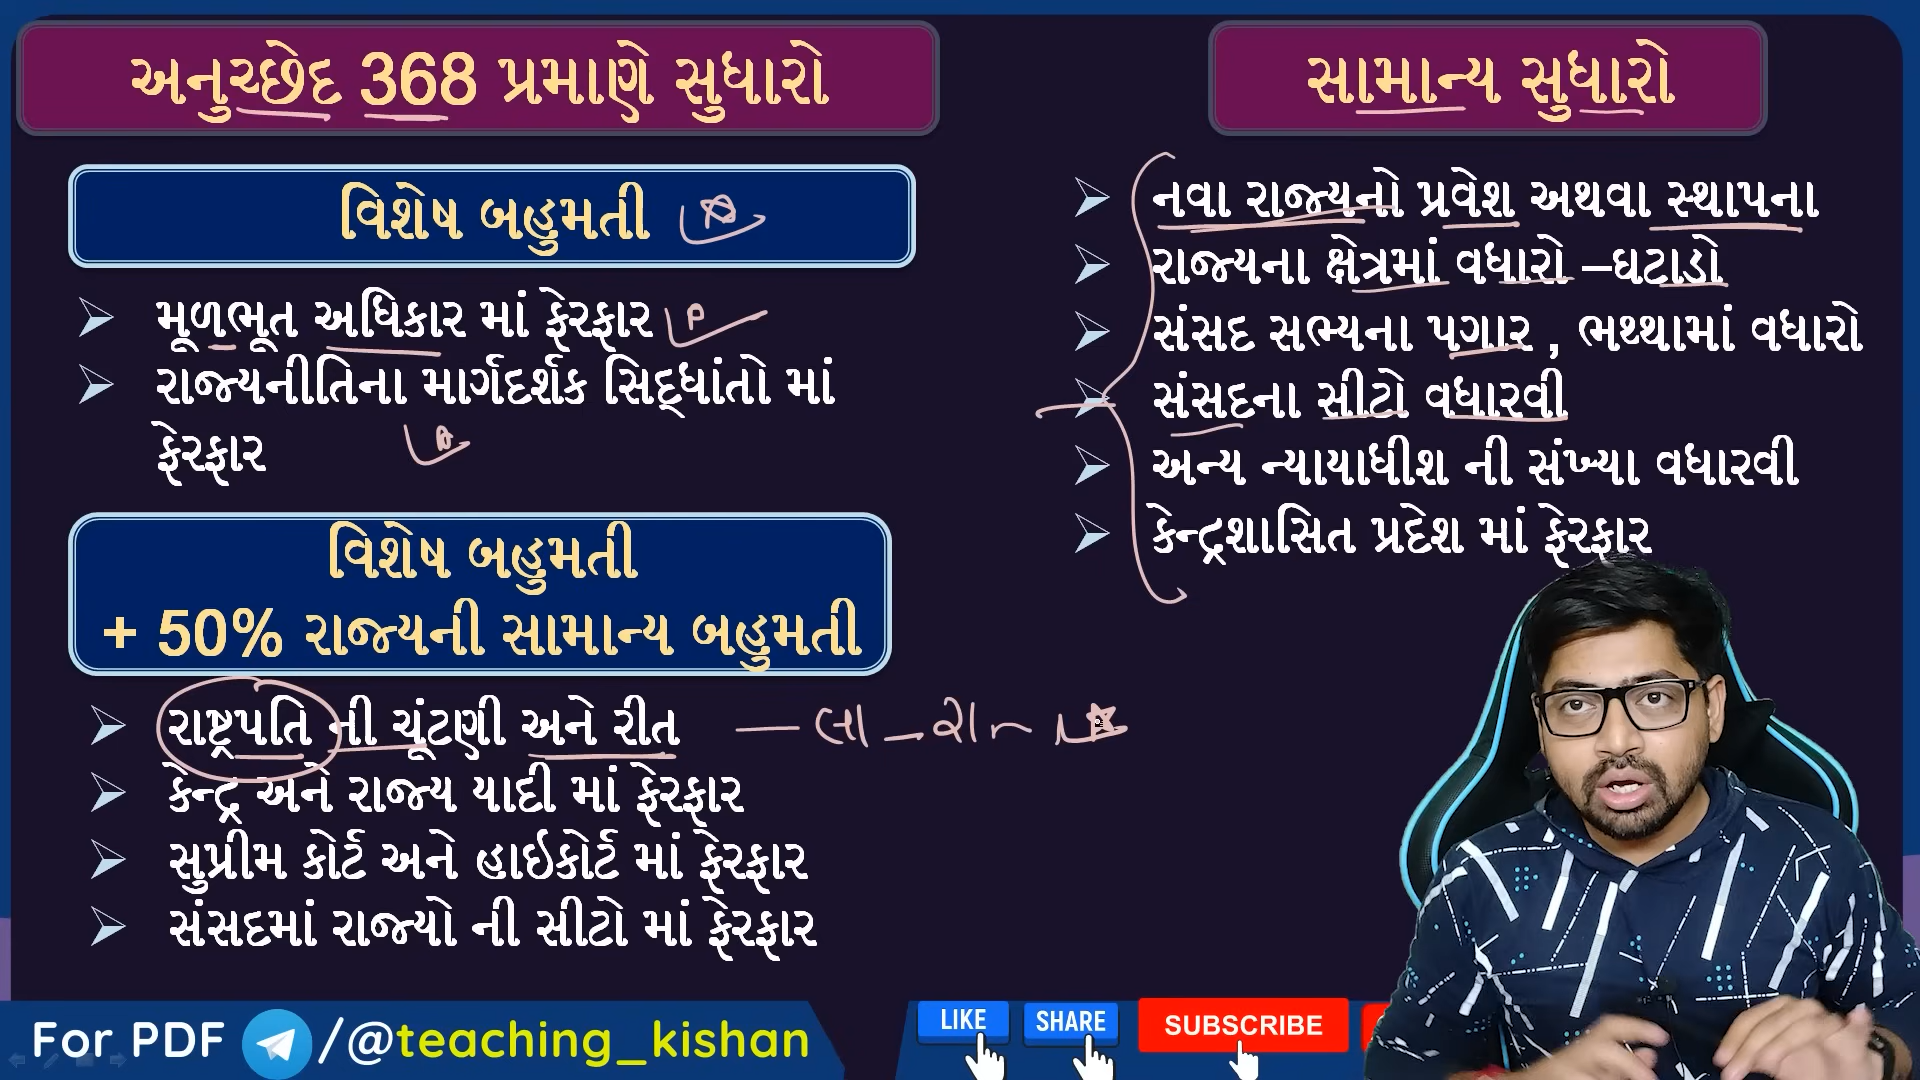 અનુચ્છેદ 368 પ્રમાણે સુધારો
વિશેષ બહુમતી
મૂળભૂત અધિકાર માં ફેરફાર
રાજ્યનીતિના માર્ગદર્શક સિદ્ધાંતો માં
ફેરફાર
વિશેષ બહુમતી
+ 50% રાજ્યની સામાન્ય બહુમતી
રાષ્ટ્રપતિ ની ચૂંટણી અને રીત
કેન્દ્ર અને રાજ્ય યાદી માં ફેરફાર
સુપ્રીમ કોર્ટ અને હાઇકોર્ટ માં ફેરફાર
સંસદમાં રાજ્યો ની સીટો માં ફેરફાર
સામાન્ય સુધારો
નવા રાજ્યનો પ્રવેશ અથવા સ્થાપના
રાજ્યના ક્ષેત્રમાં વધારો –ઘટાડો
સંસદ સભ્યના પગાર , ભથ્થામાં વધારો
સંસદના સીટો વધારવી
અન્ય ન્યાયાધીશ ની સંખ્યા વધારવી
કેન્દ્રશાસિત પ્રદેશ માં ફેરફાર
For PDF /@teaching_kishan
LIKE SHARE SUBSCRIBE